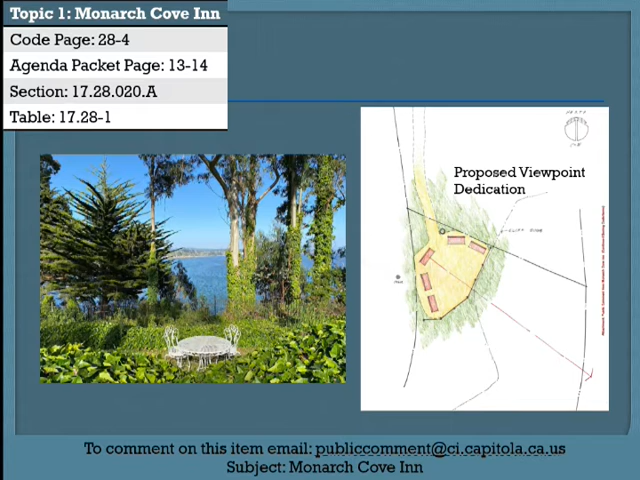 Topic 1: Monarch Cove Inn
Code Page: 28-4
Agenda Packet Page: 13-14
Section: 17.28.020.A
Table: 17.28-1
Proposed Viewpoint
Dedication
To comment on this item email: publiccomment@ci.capitola.ca.us
Subject: Monarch Cove Inn